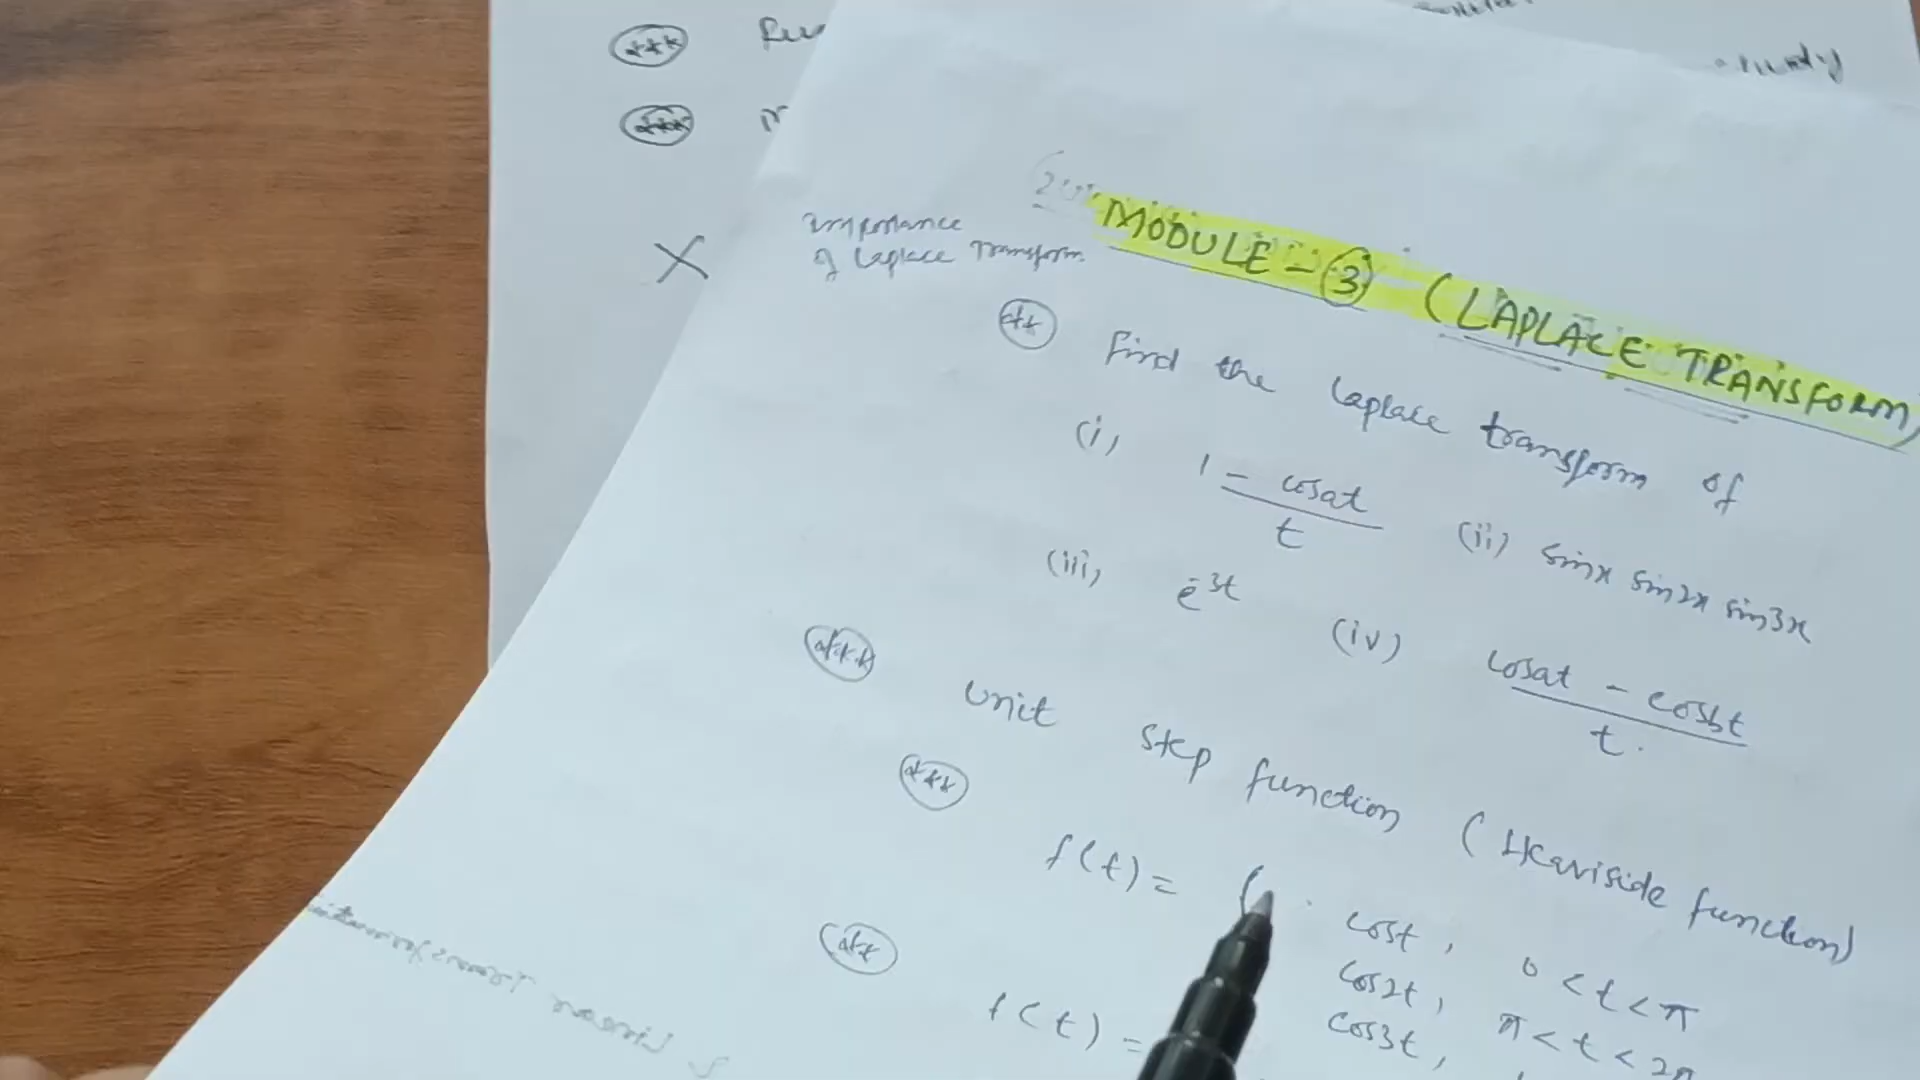 ***
***
Importance
of Laplace Transform
MODULE - ③ (LAPLACE TRANSFORM)
** Find the Laplace transform of
(i) 1 - cosat / t (ii) sinx sin2x sin3x
(iii) e^-3t (iv) cosat - cosbt / t.
*** Unit step function (Heaviside function)
*** f(t) = { cost, 0 < t < π
cos2t, π < t < 2π
cos3t,
** f(t) =